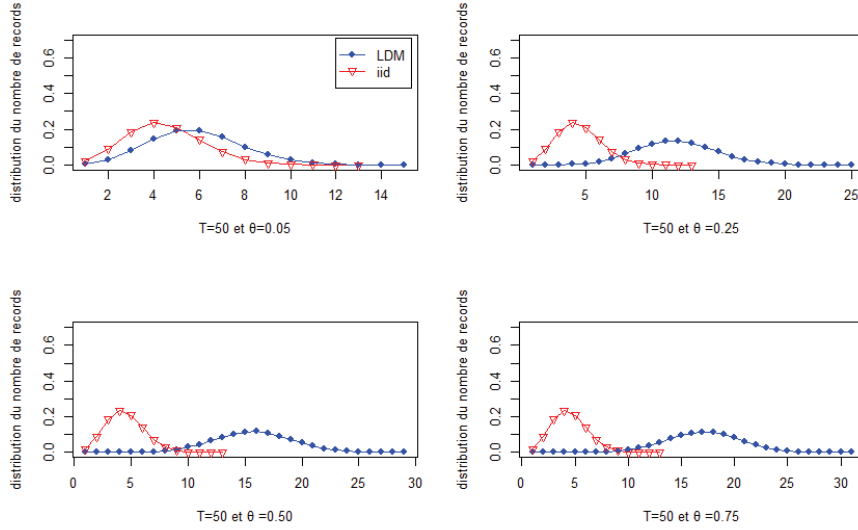 distribution du nombre de records
0.0 0.2 0.4 0.6
LDM
iid
2 4 6 8 10 12 14
T=50 et θ=0.05
distribution du nombre de records
0.0 0.2 0.4 0.6
5 10 15 20 25
T=50 et θ =0.25
distribution du nombre de records
0.0 0.2 0.4 0.6
0 5 10 15 20 25 30
T=50 et θ =0.50
distribution du nombre de records
0.0 0.2 0.4 0.6
0 5 10 15 20 25 30
T=50 et θ =0.75